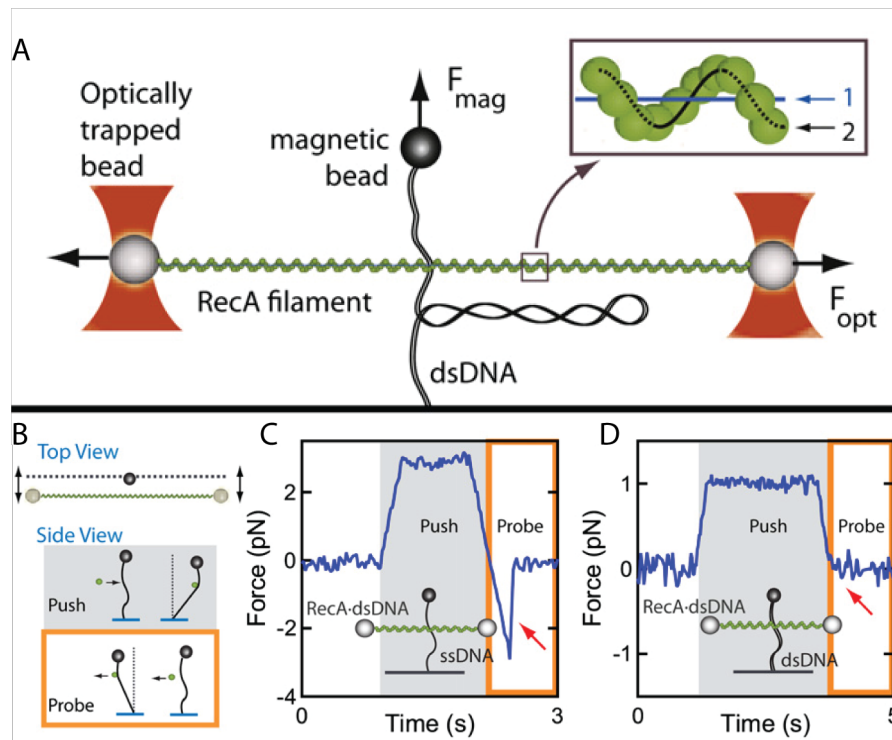 A
Optically
trapped
bead
magnetic
bead
F mag
1
2
RecA filament
F opt
dsDNA
B
Top View
Side View
Push
Probe
C
Force (pN)
2
0
-2
-4
Push
Probe
RecA·dsDNA
ssDNA
0
3
Time (s)
D
Force (pN)
1
0
-1
Push
Probe
RecA·dsDNA
dsDNA
0
5
Time (s)